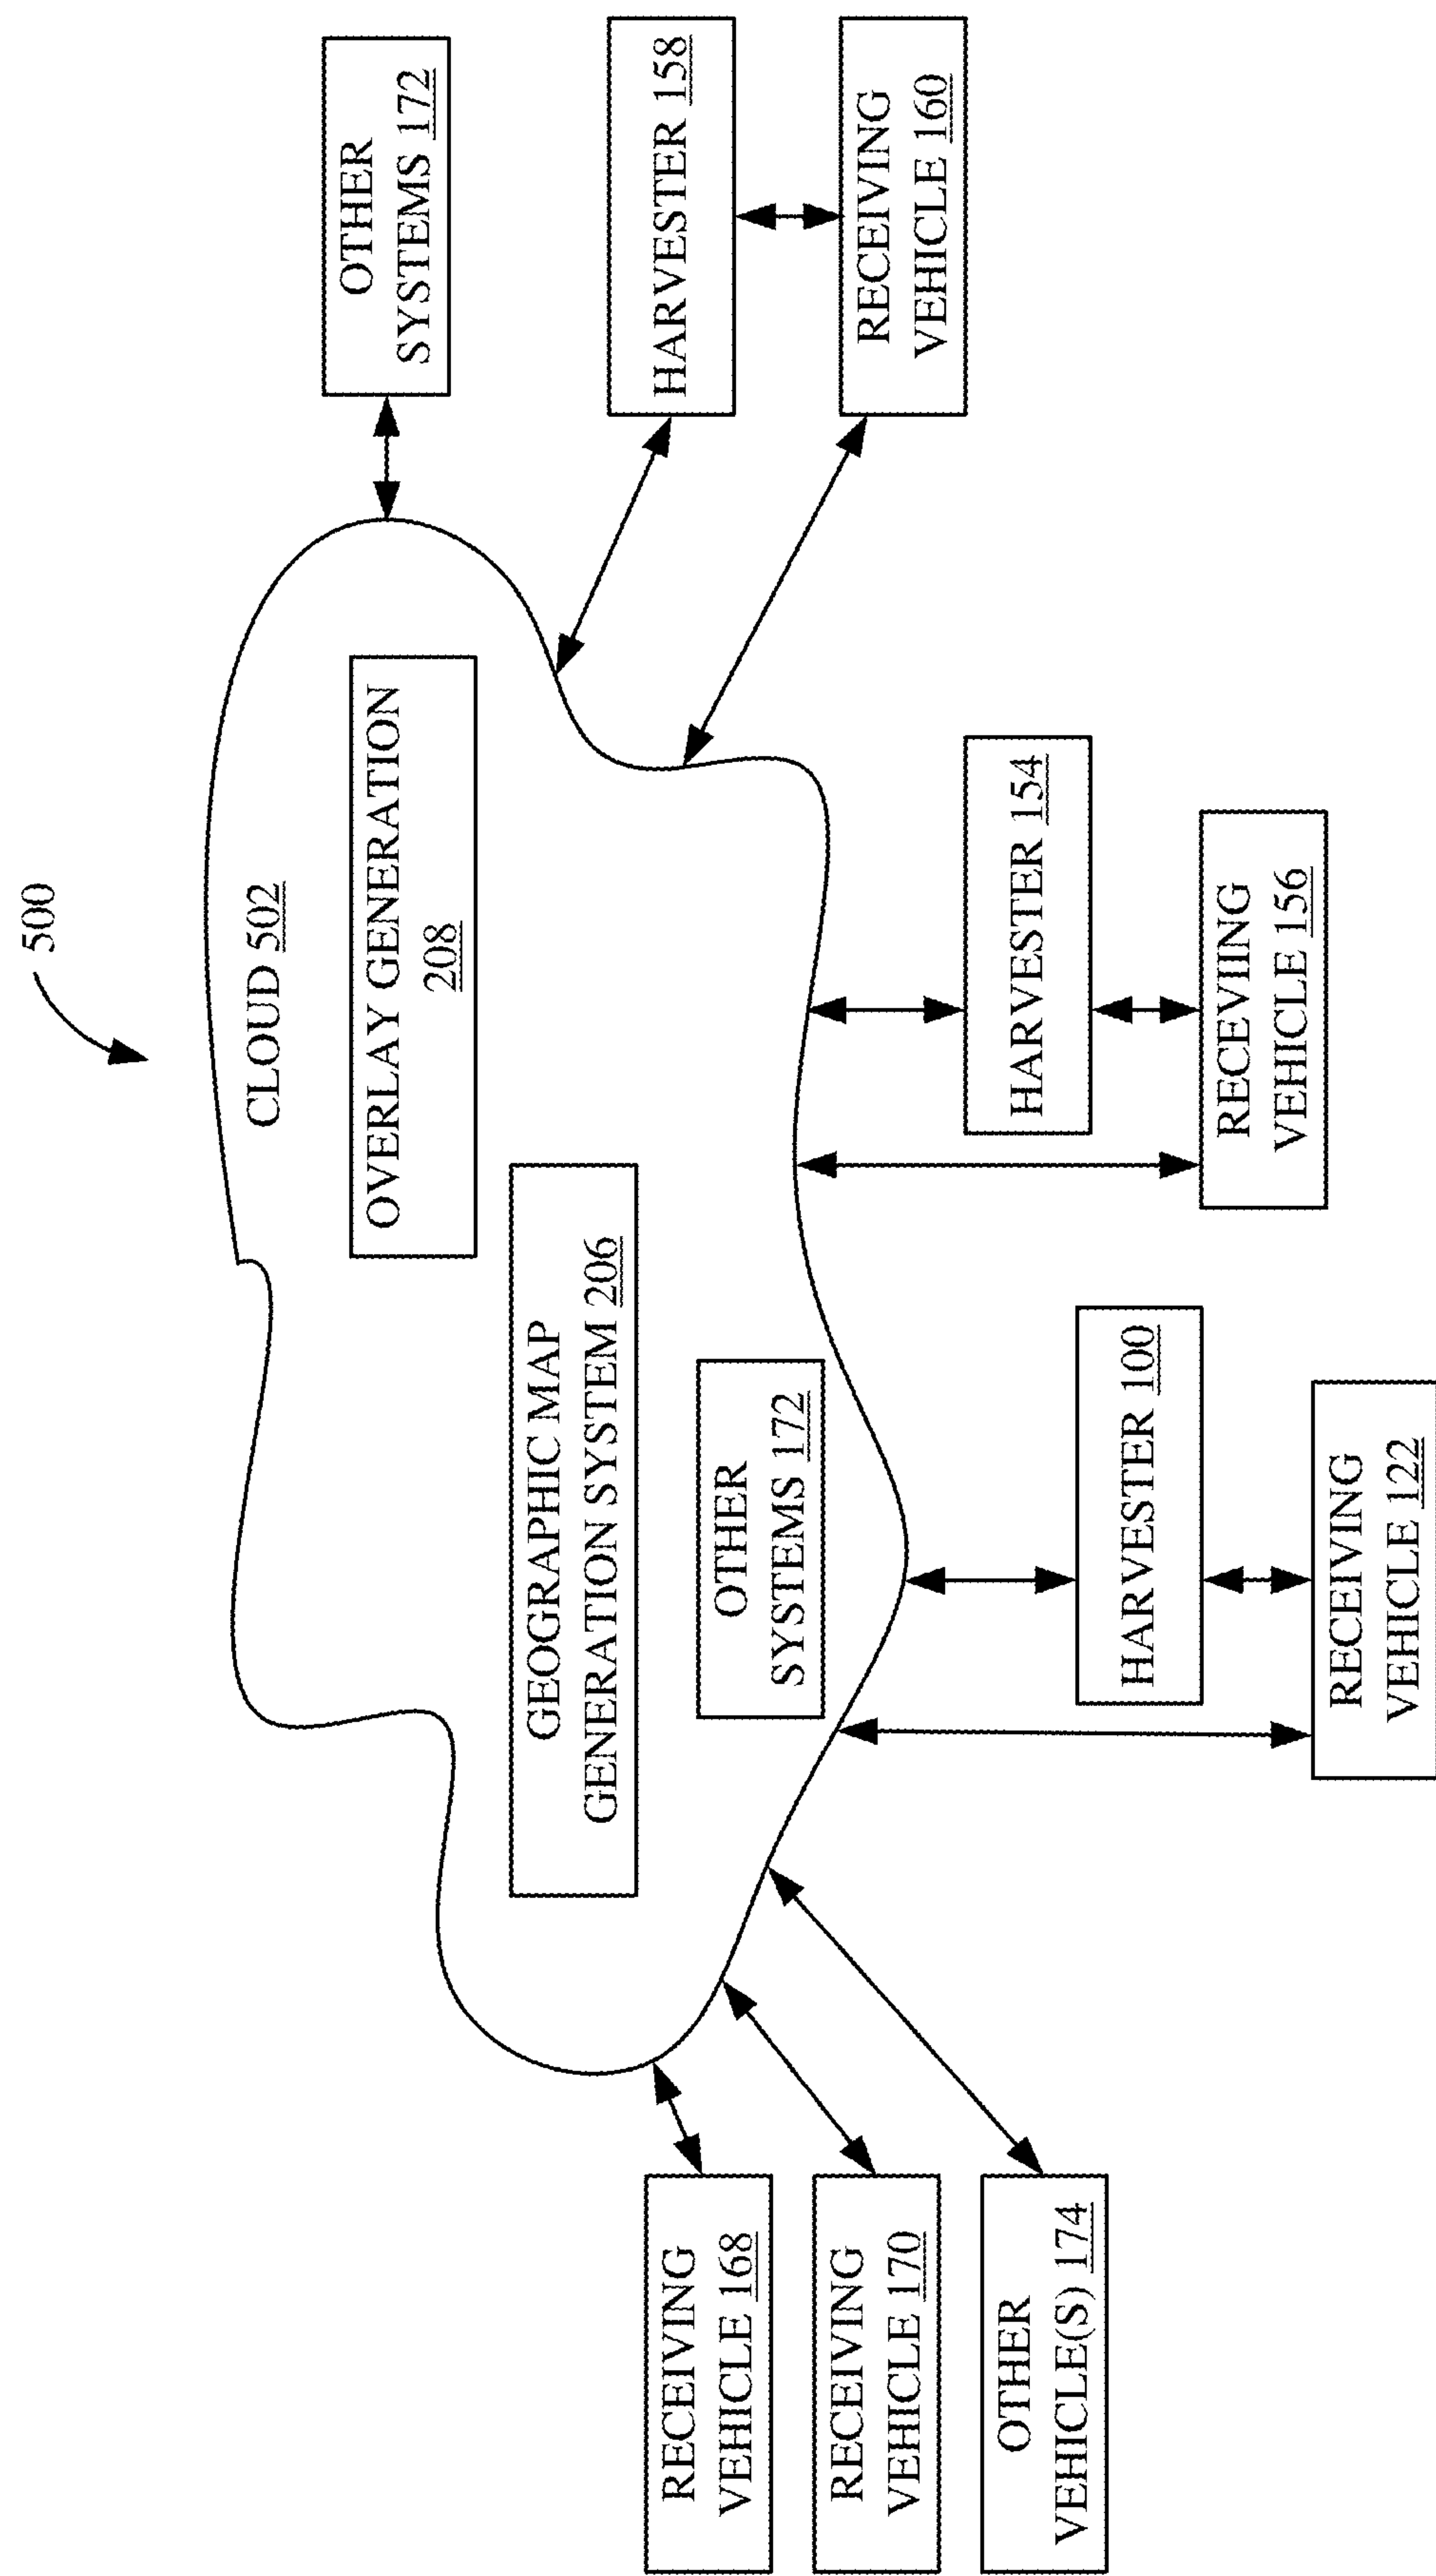 500
CLOUD 502
OVERLAY GENERATION
208
GEOGRAPHIC MAP
GENERATION SYSTEM 206
OTHER
SYSTEMS 172
OTHER
SYSTEMS 172
HARVESTER 158
RECEIVING
VEHICLE 160
HARVESTER 154
RECEVIING
VEHICLE 156
HARVESTER 100
RECEIVING
VEHICLE 122
RECEIVING
VEHICLE 168
RECEIVING
VEHICLE 170
OTHER
VEHICLE(S) 174